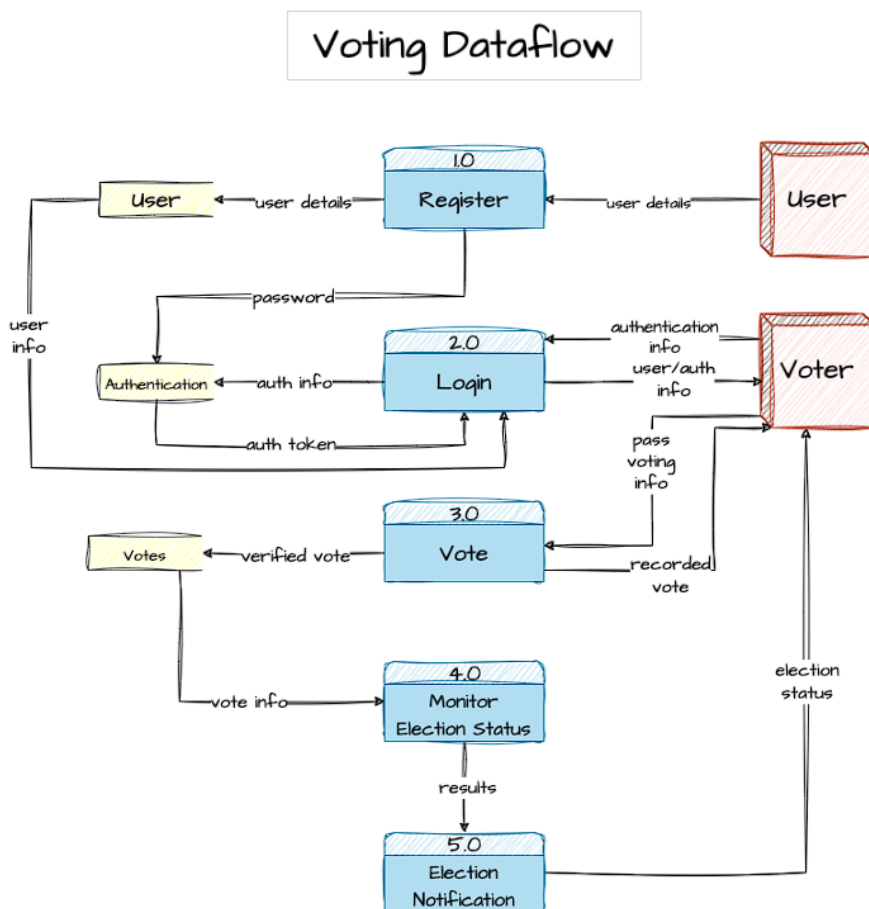 Voting Dataflow
1.0
Register
User
user details
user details
User
password
user
info
2.0
Login
authentication
info
user/auth
info
Voter
Authentication
auth info
auth token
pass
voting
info
3.0
Vote
Votes
verified vote
recorded
vote
4.0
Monitor
Election Status
vote info
election
status
results
5.0
Election
Notification